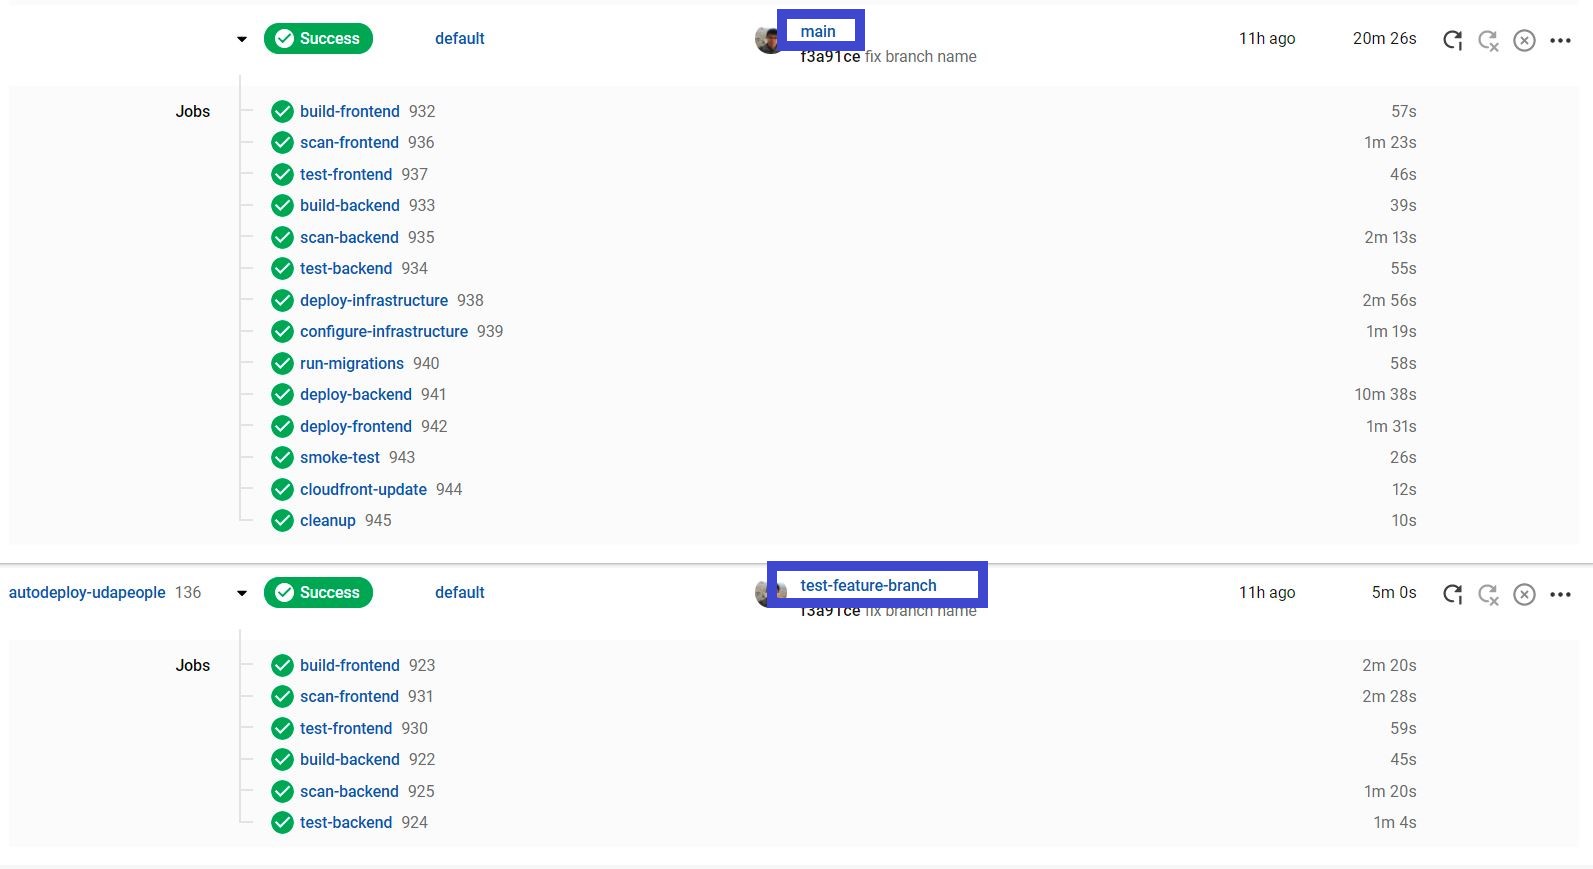 Success default main 11h ago 20m 26s
f3a91ce fix branch name
Jobs build-frontend 932 57s
scan-frontend 936 1m 23s
test-frontend 937 46s
build-backend 933 39s
scan-backend 935 2m 13s
test-backend 934 55s
deploy-infrastructure 938 2m 56s
configure-infrastructure 939 1m 19s
run-migrations 940 58s
deploy-backend 941 10m 38s
deploy-frontend 942 1m 31s
smoke-test 943 26s
cloudfront-update 944 12s
cleanup 945 10s
autodeploy-udapeople 136 Success default test-feature-branch 11h ago 5m 0s
f3a91ce fix branch name
Jobs build-frontend 923 2m 20s
scan-frontend 931 2m 28s
test-frontend 930 59s
build-backend 922 45s
scan-backend 925 1m 20s
test-backend 924 1m 4s